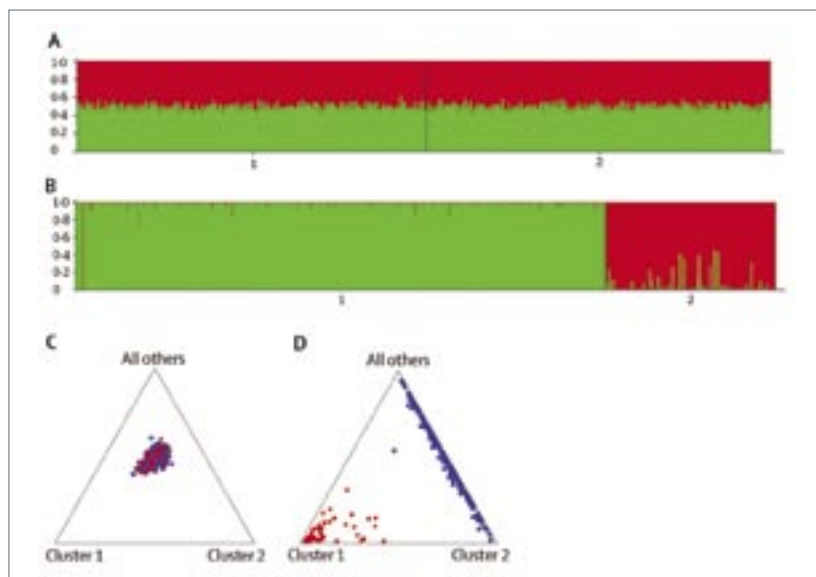 A
1·0
0·8
0·6
0·4
0·2
0
1 2
B
1·0
0·8
0·6
0·4
0·2
0
1 2
C D
All others All others
Cluster 1 Cluster 2 Cluster 1 Cluster 2